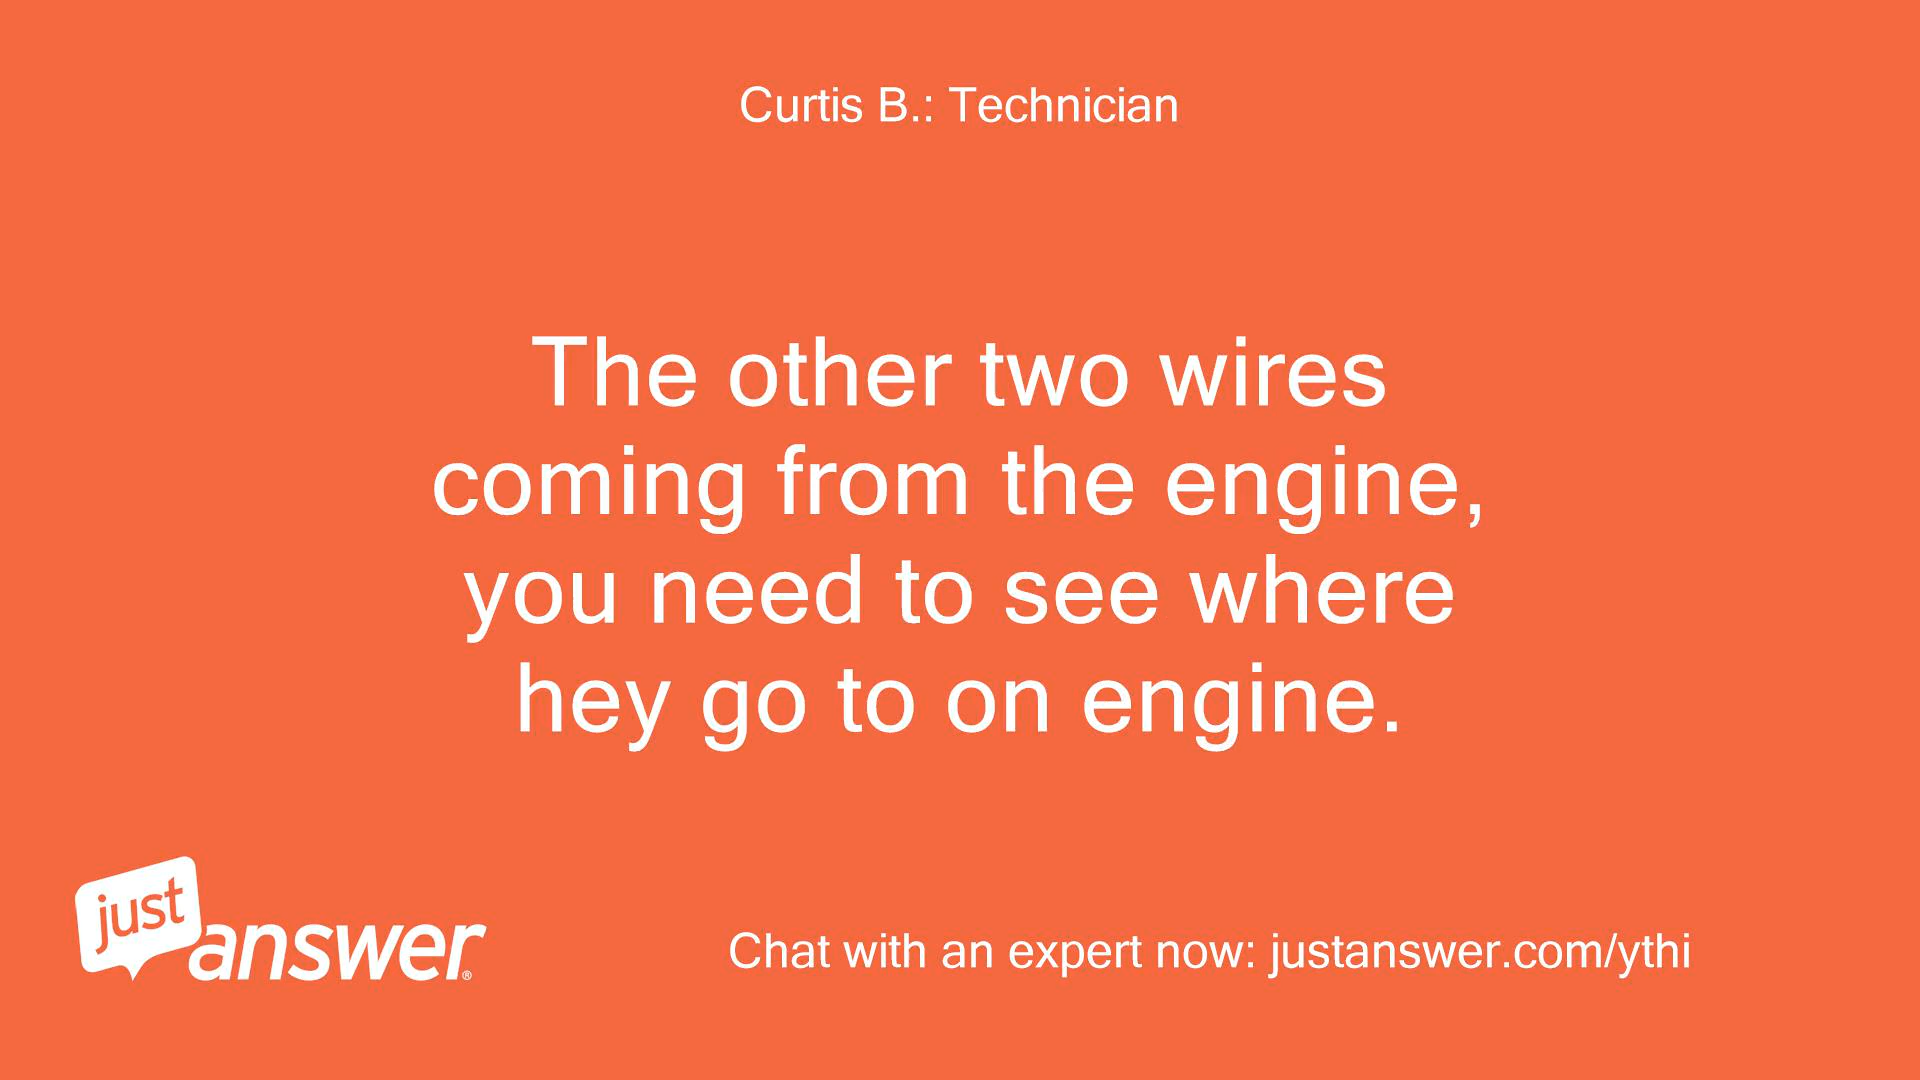 Curtis B.: Technician
The other two wires
coming from the engine,
you need to see where
hey go to on engine.
just
answer®
Chat with an expert now: justanswer.com/ythi